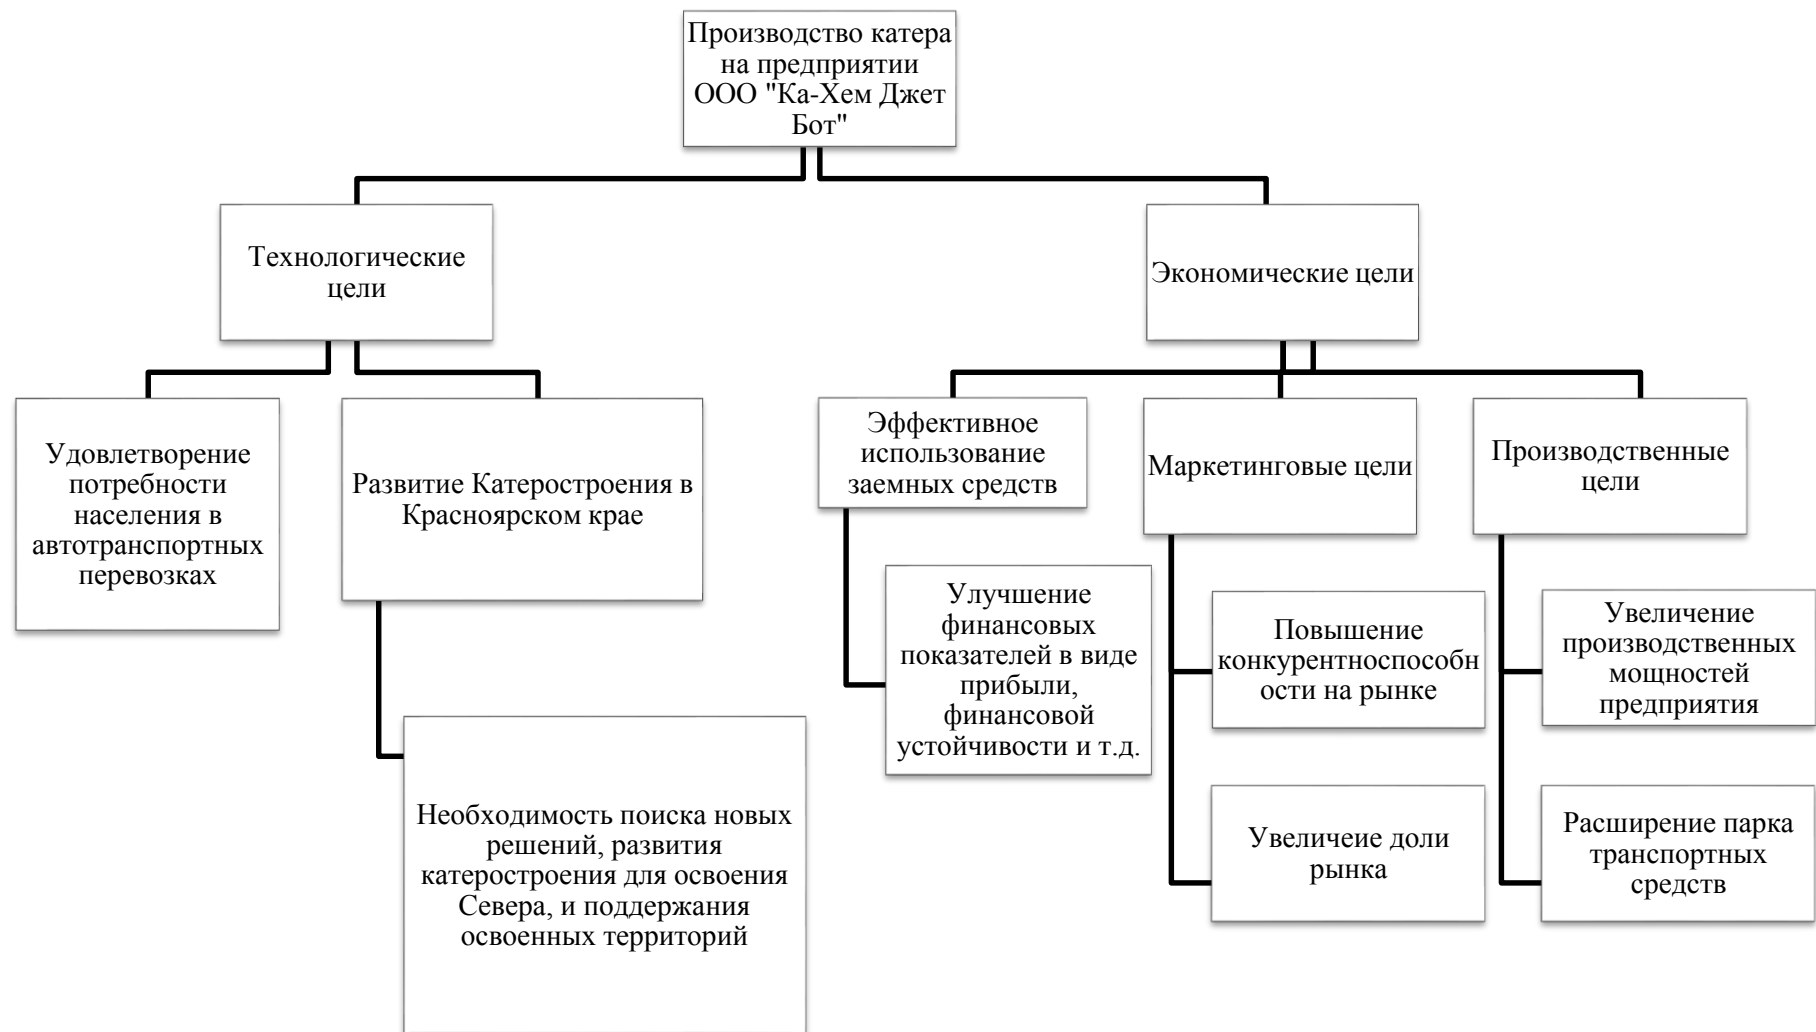 Производство катера
на предприятии
ООО "Ка-Хем Джет
Бот"
Технологические
цели
Экономические цели
Удовлетворение
потребности
населения в
автотранспортных
перевозках
Развитие Катеростроения в
Красноярском крае
Эффективное
использование
заемных средств
Маркетинговые цели
Производственные
цели
Необходимость поиска новых
решений, развития
катеростроения для освоения
Севера, и поддержания
освоенных территорий
Улучшение
финансовых
показателей в виде
прибыли,
финансовой
устойчивости и т.д.
Повышение
конкурентноспособн
ости на рынке
Увеличеие доли
рынка
Увеличение
производственных
мощностей
предприятия
Расширение парка
транспортных
средств